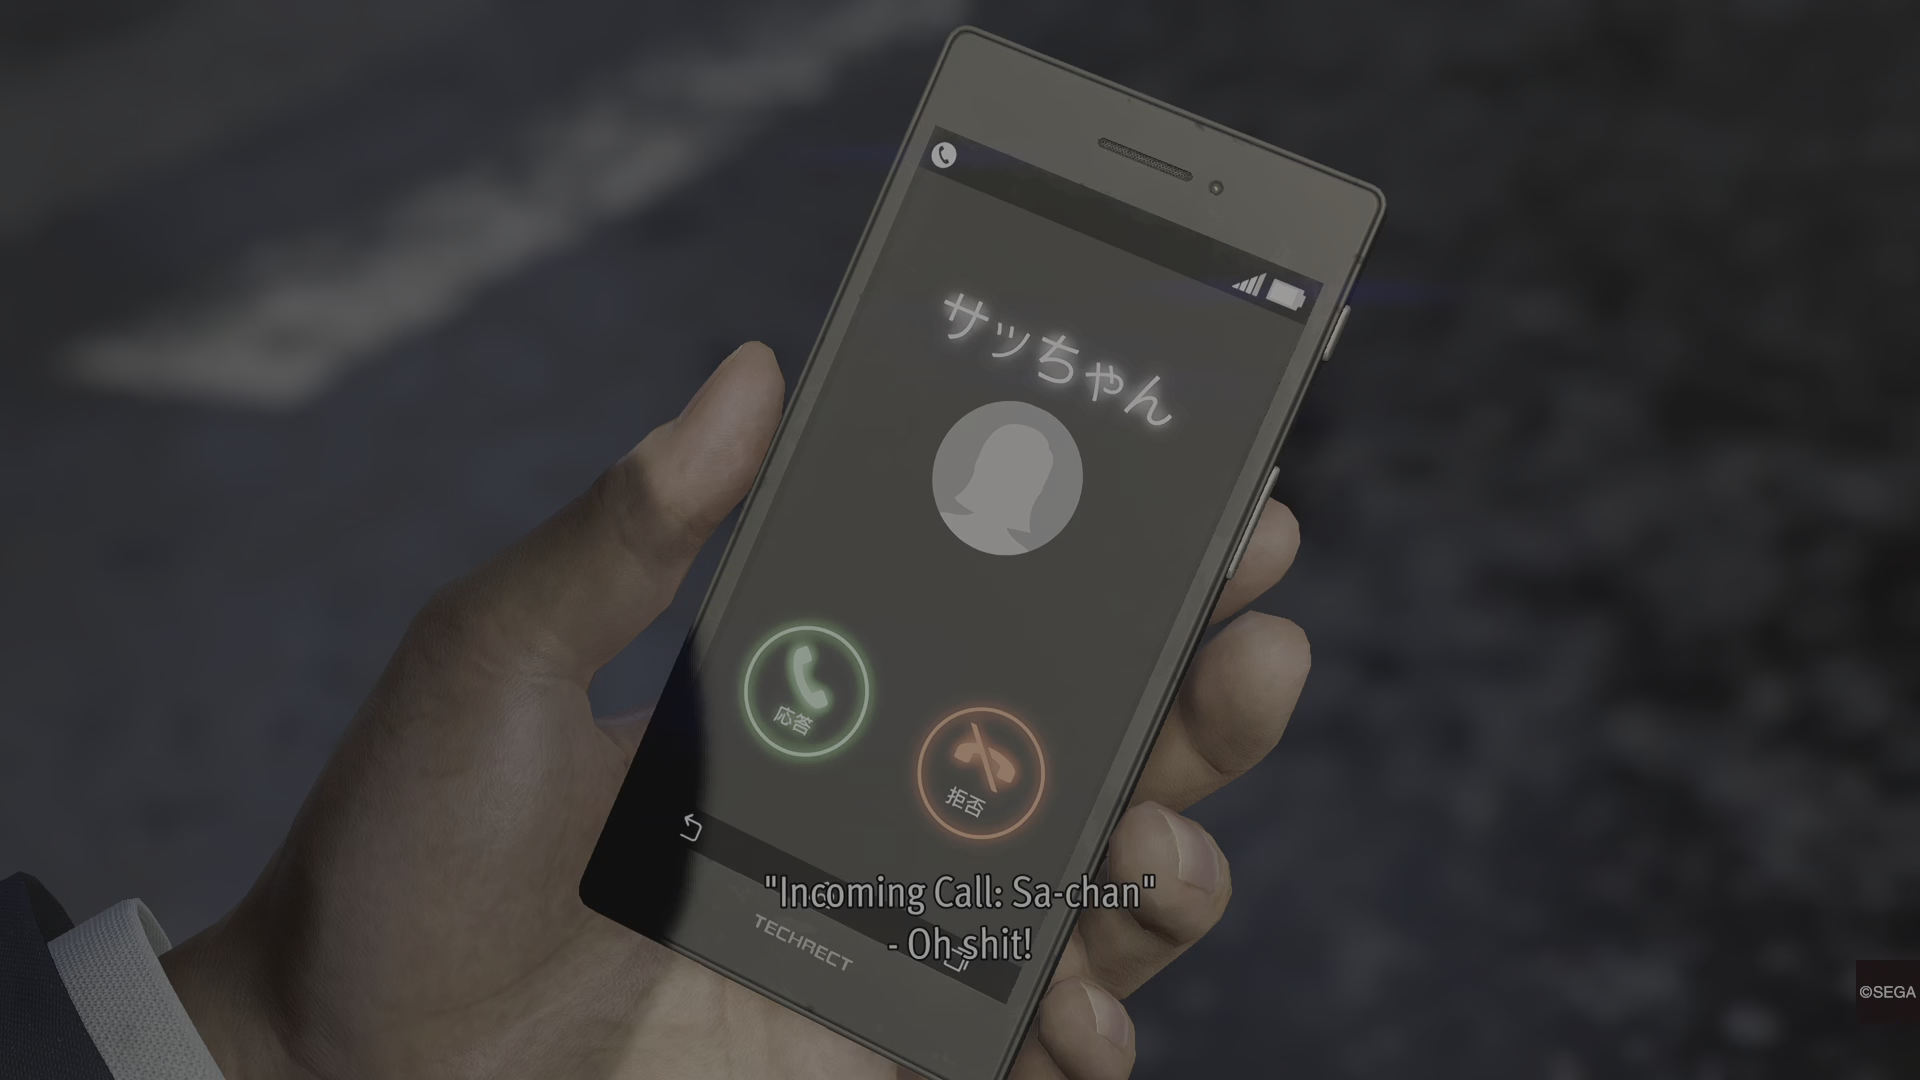 サッちゃん
応答
拒否
"Incoming Call: Sa-chan"
- Oh shit!
TECHRECT
©SEGA